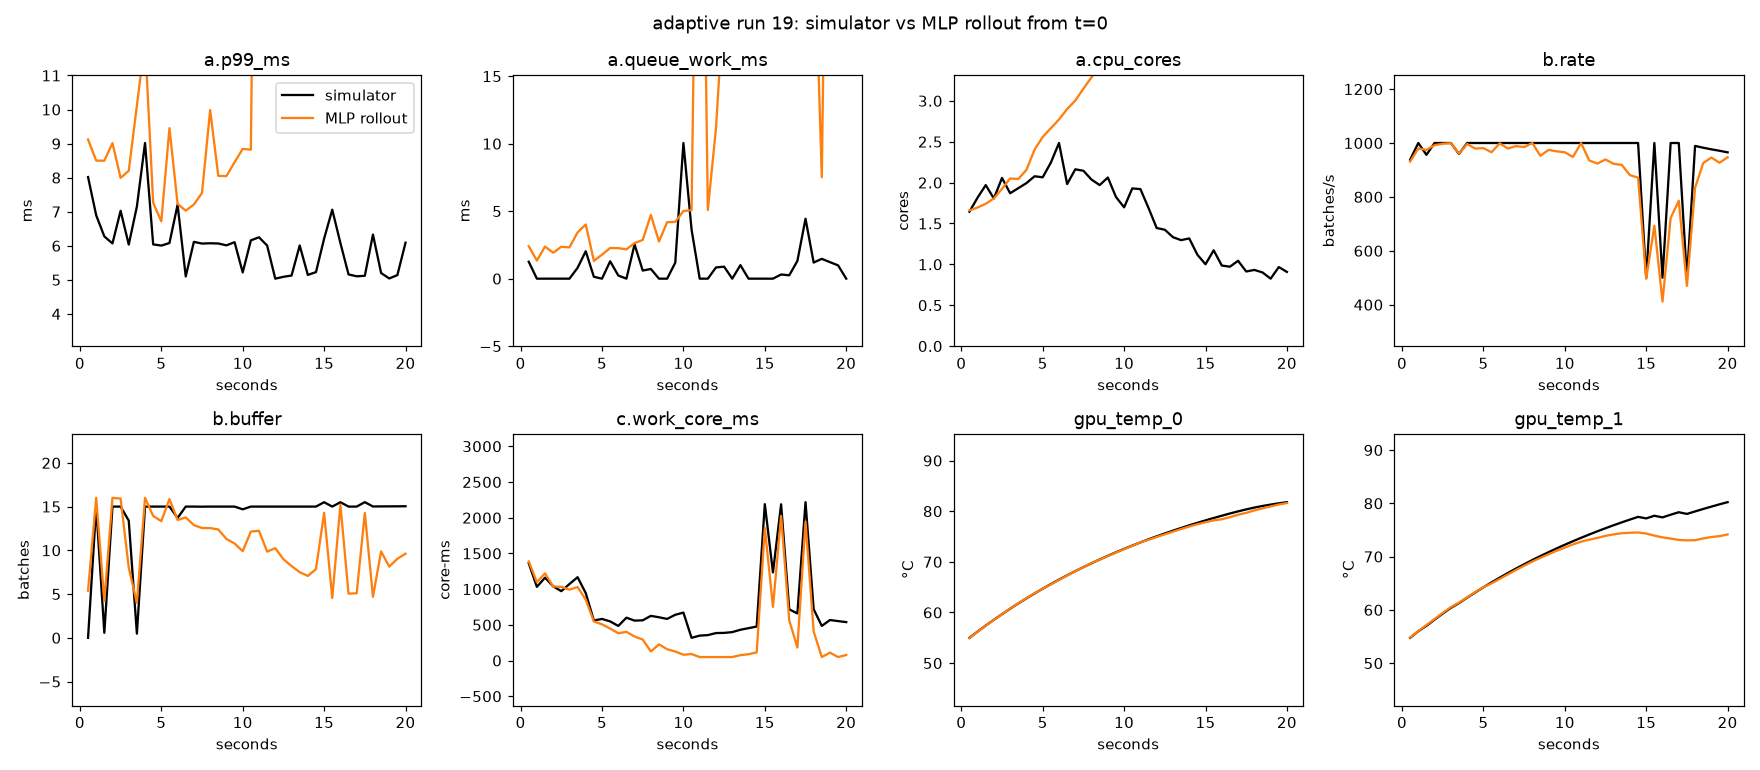 adaptive run 19: simulator vs MLP rollout from t=0
a.p99_ms
11
10
9
8
7
6
5
4
ms
0 5 10 15 20
seconds
simulator
MLP rollout
a.queue_work_ms
15
10
5
0
−5
ms
0 5 10 15 20
seconds
a.cpu_cores
3.0
2.5
2.0
1.5
1.0
0.5
0.0
cores
0 5 10 15 20
seconds
b.rate
1200
1000
800
600
400
batches/s
0 5 10 15 20
seconds
b.buffer
20
15
10
5
0
−5
batches
0 5 10 15 20
seconds
c.work_core_ms
3000
2500
2000
1500
1000
500
0
−500
core-ms
0 5 10 15 20
seconds
gpu_temp_0
90
80
70
60
50
°C
0 5 10 15 20
seconds
gpu_temp_1
90
80
70
60
50
°C
0 5 10 15 20
seconds